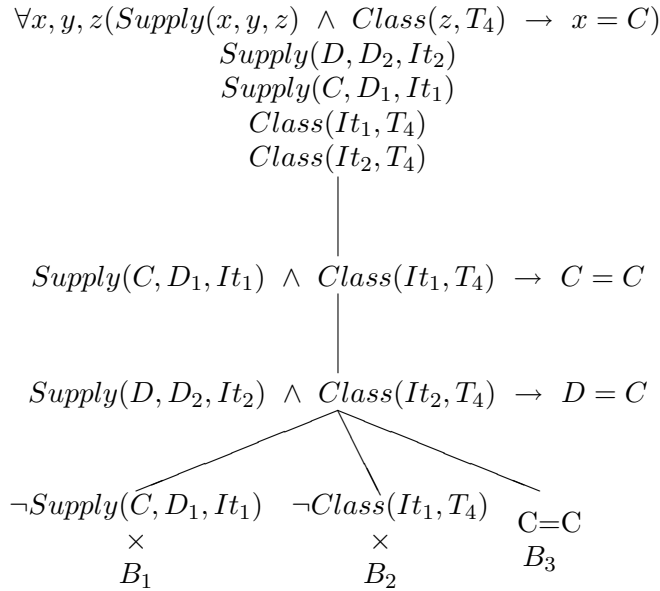 ∀x, y, z(Supply(x, y, z) ∧ Class(z, T₄) → x = C)
Supply(D, D₂, It₂)
Supply(C, D₁, It₁)
Class(It₁, T₄)
Class(It₂, T₄)
Supply(C, D₁, It₁) ∧ Class(It₁, T₄) → C = C
Supply(D, D₂, It₂) ∧ Class(It₂, T₄) → D = C
¬Supply(C, D₁, It₁) ¬Class(It₁, T₄) C=C
× ×
B₁ B₂ B₃